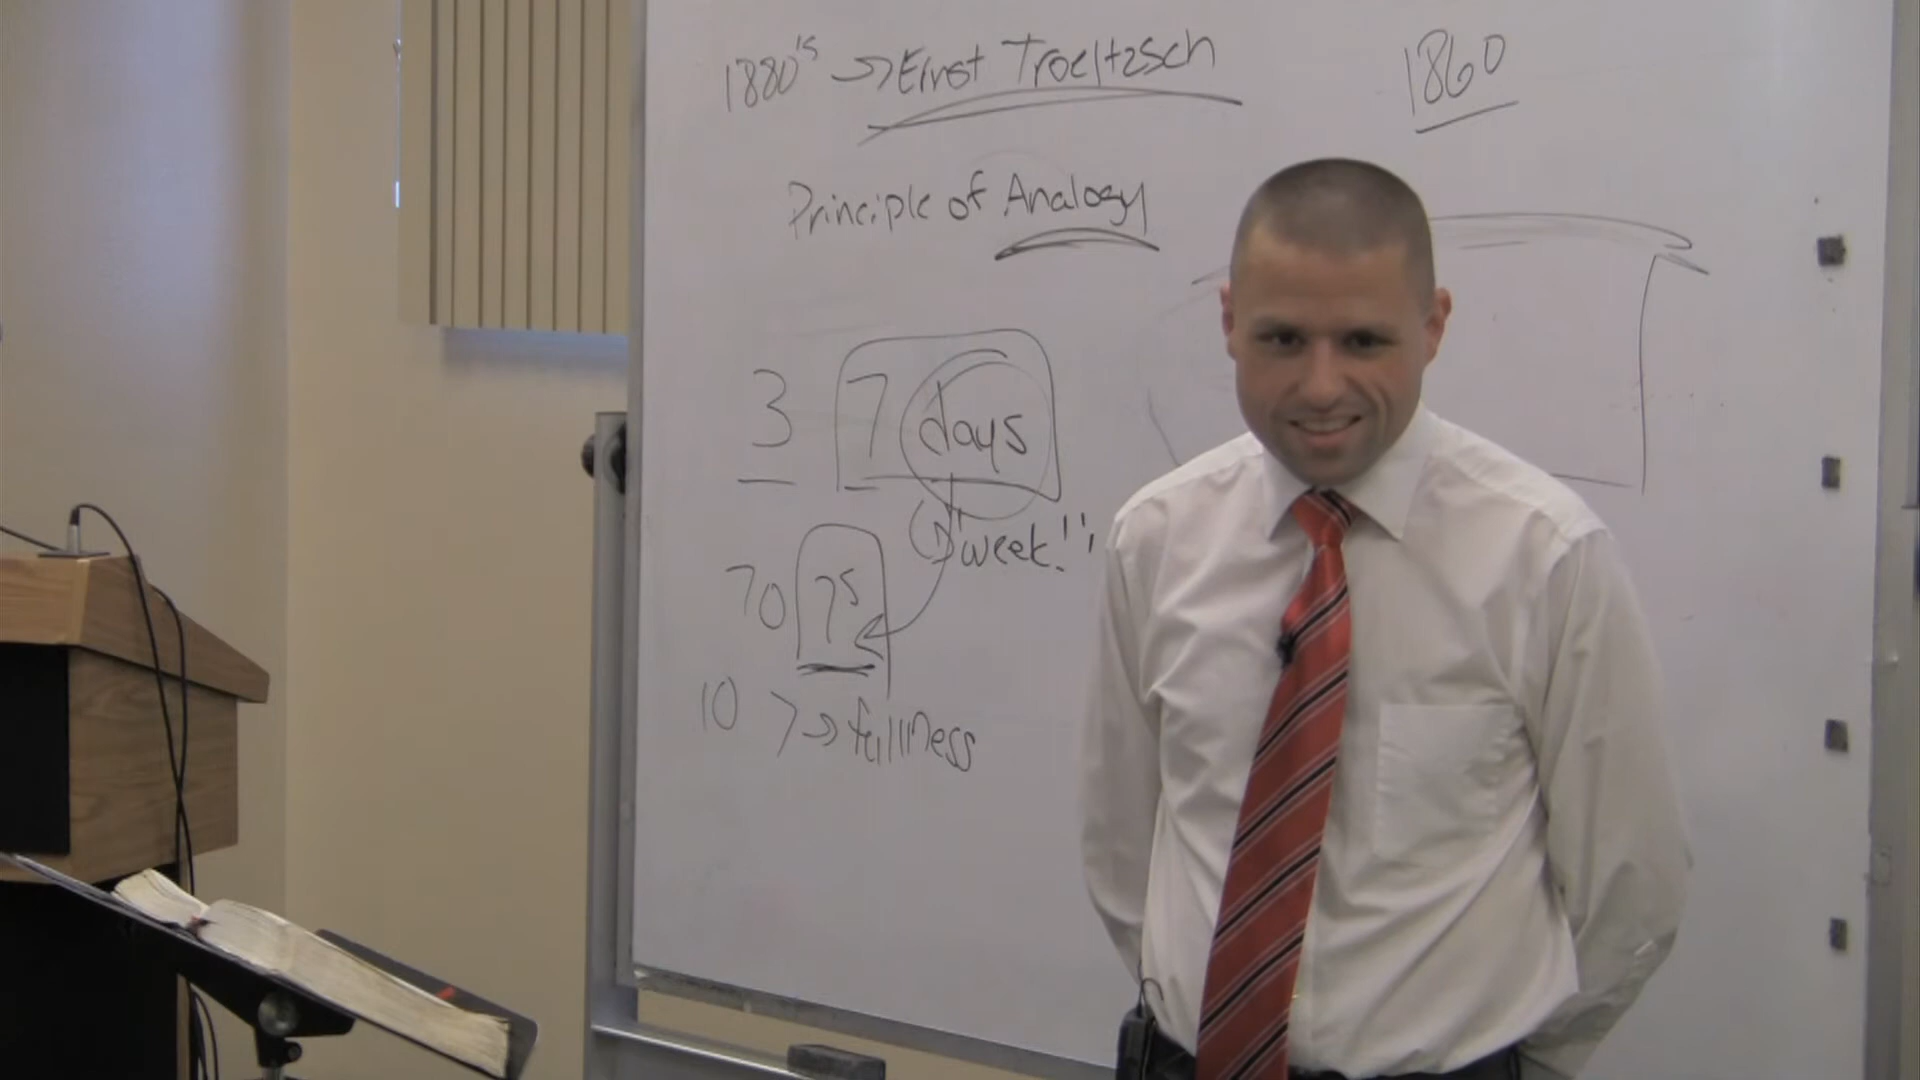 1880's → Ernst Troeltzsch
1860
Principle of Analogy
3 7 days
"week!"
70 7s
10 7 → fullness